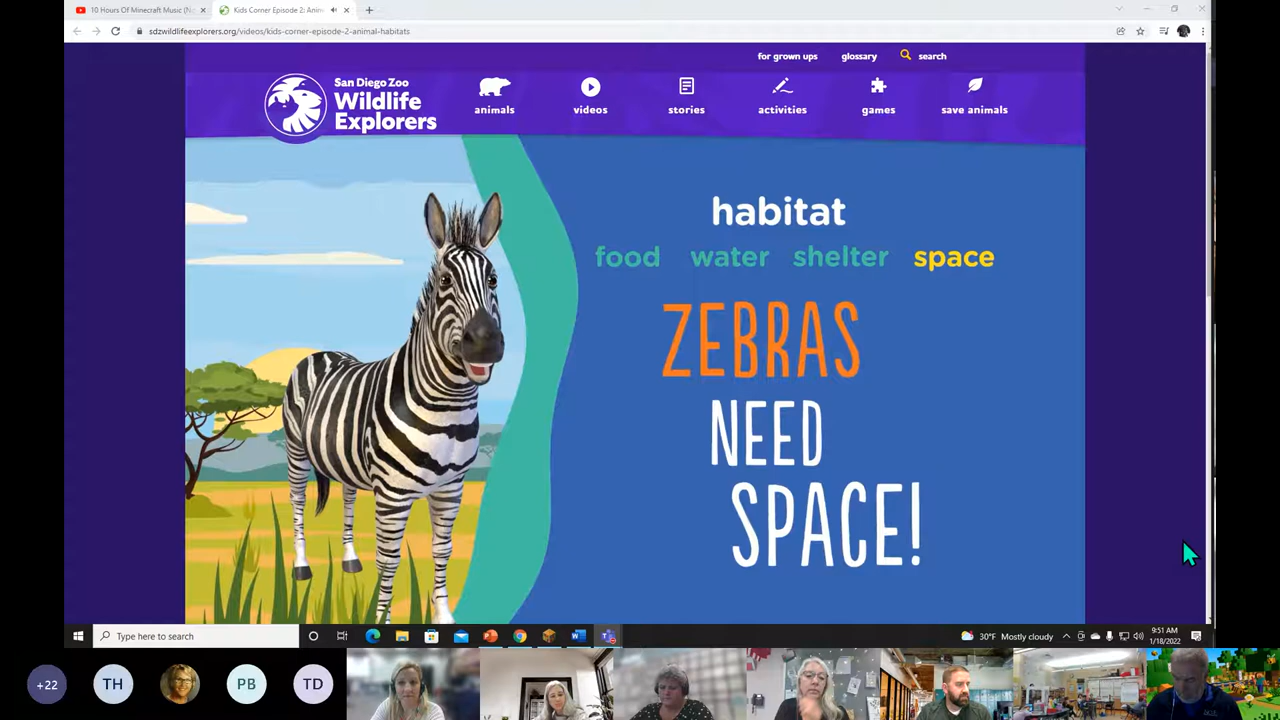 10 Hours Of Minecraft Music (N
Kids Corner Episode 2: Anim
sdzwildlifeexplorers.org/videos/kids-corner-episode-2-animal-habitats
for grown ups glossary search
San Diego Zoo
Wildlife
Explorers
animals videos stories activities games save animals
habitat
food water shelter space
ZEBRAS
NEED
SPACE!
Type here to search
30°F Mostly cloudy
9:51 AM
1/18/2022
+22 TH PB TD